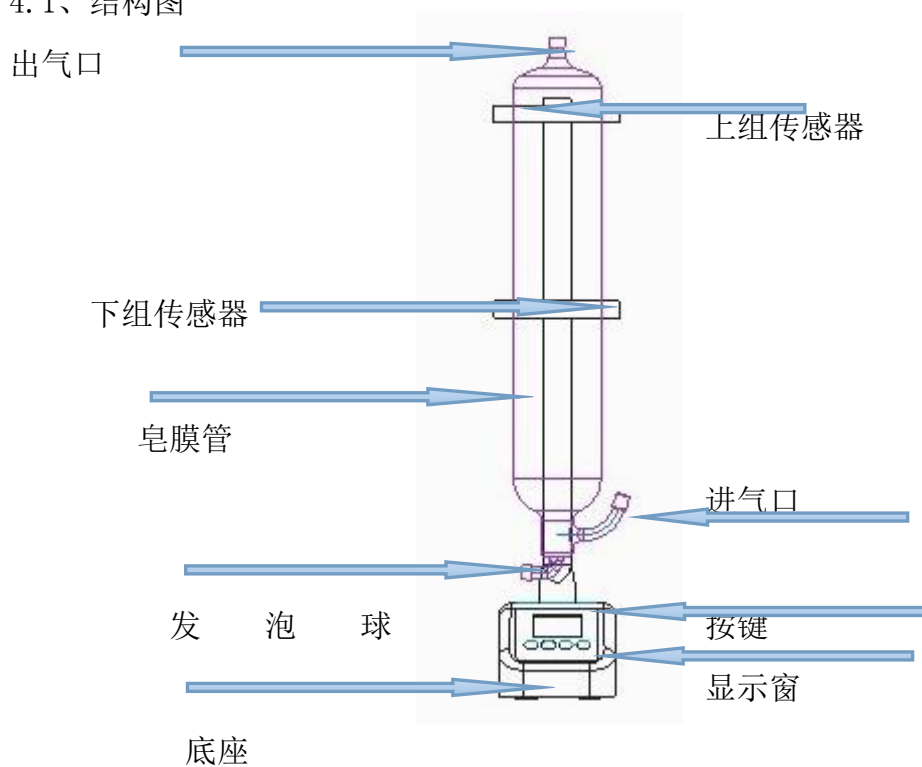 4.1、结构图
出气口
上组传感器
下组传感器
皂膜管
进气口
发泡球
按键
显示窗
底座